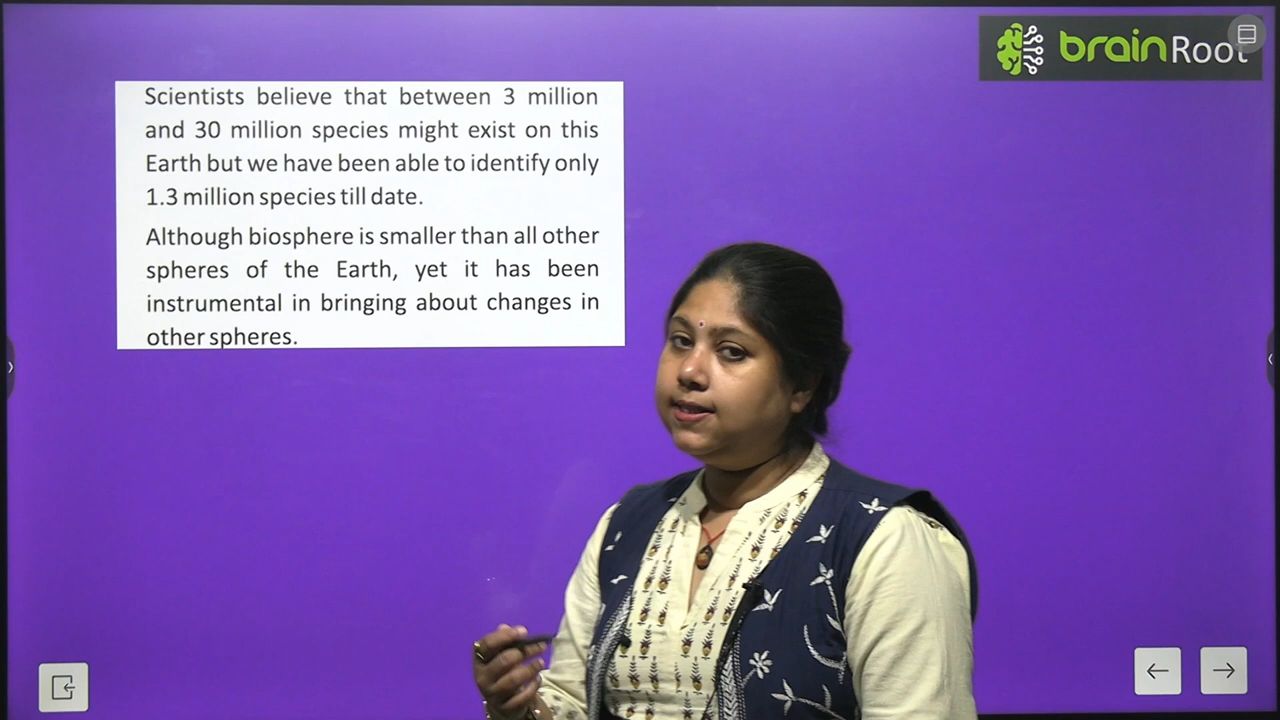 brainRoot
Scientists believe that between 3 million
and 30 million species might exist on this
Earth but we have been able to identify only
1.3 million species till date.
Although biosphere is smaller than all other
spheres of the Earth, yet it has been
instrumental in bringing about changes in
other spheres.